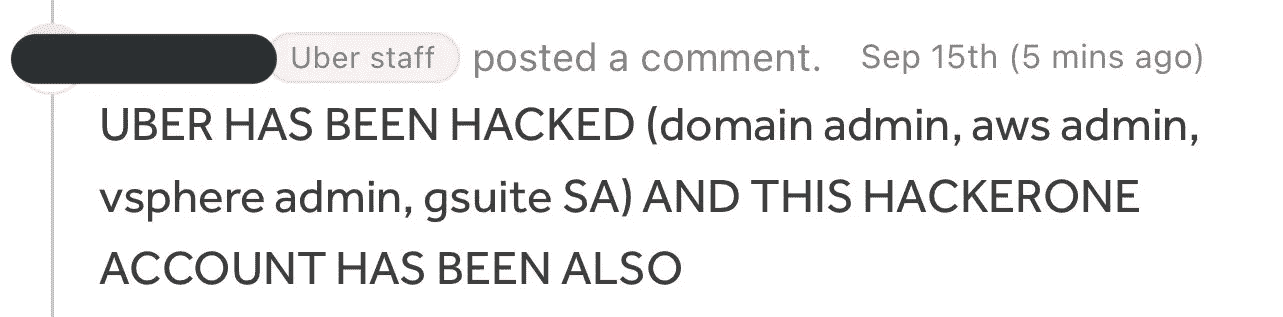 Uber staff posted a comment. Sep 15th (5 mins ago)
UBER HAS BEEN HACKED (domain admin, aws admin,
vsphere admin, gsuite SA) AND THIS HACKERONE
ACCOUNT HAS BEEN ALSO